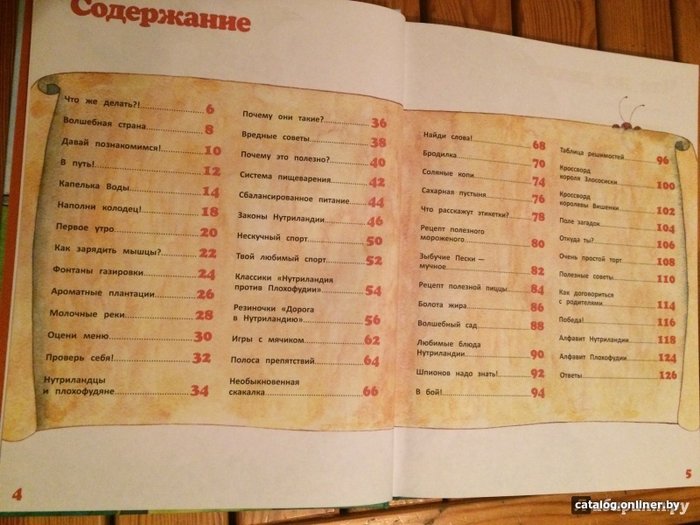 Содержание
Что же делать?! 6
Волшебная страна 8
Давай познакомимся! 10
В путь! 12
Капелька Воды 14
Наполни колодец! 18
Первое утро 20
Как зарядить мышцы? 22
Фонтаны газировки 24
Ароматные плантации 26
Молочные реки 28
Оцени меню 30
Проверь себя! 32
Нутриландцы
и плохофудяне 34
Почему они такие? 36
Вредные советы 38
Почему это полезно? 40
Система пищеварения 42
Сбалансированное питание 44
Законы Нутриландии 46
Нескучный спорт 50
Твой любимый спорт 52
Классики «Нутриландия
против Плохофудии» 54
Резиночки «Дорога
в Нутриландию» 56
Игры с мячиком 62
Полоса препятствий 64
Необыкновенная
скакалка 66
4
Найди слова! 68
Бродилка 70
Соляные копи 74
Сахарная пустыня 76
Что расскажут этикетки? 78
Рецепт полезного
мороженого 80
Зыбучие Пески —
мучное 82
Рецепт полезной пиццы 84
Болота жира 86
Волшебный сад 88
Любимые блюда
Нутриландии 90
Шпионов надо знать! 92
В бой! 94
Таблица решимостей 96
Кроссворд
короля Злососиски 100
Кроссворд
королевы Вишенки 102
Поле загадок 104
Откуда ты? 106
Очень простой торт 108
Полезные советы 110
Как договориться
с родителями 114
Победа! 116
Алфавит Нутриландии 118
Алфавит Плохофудии 124
Ответы 126
5
catalog.onliner.by